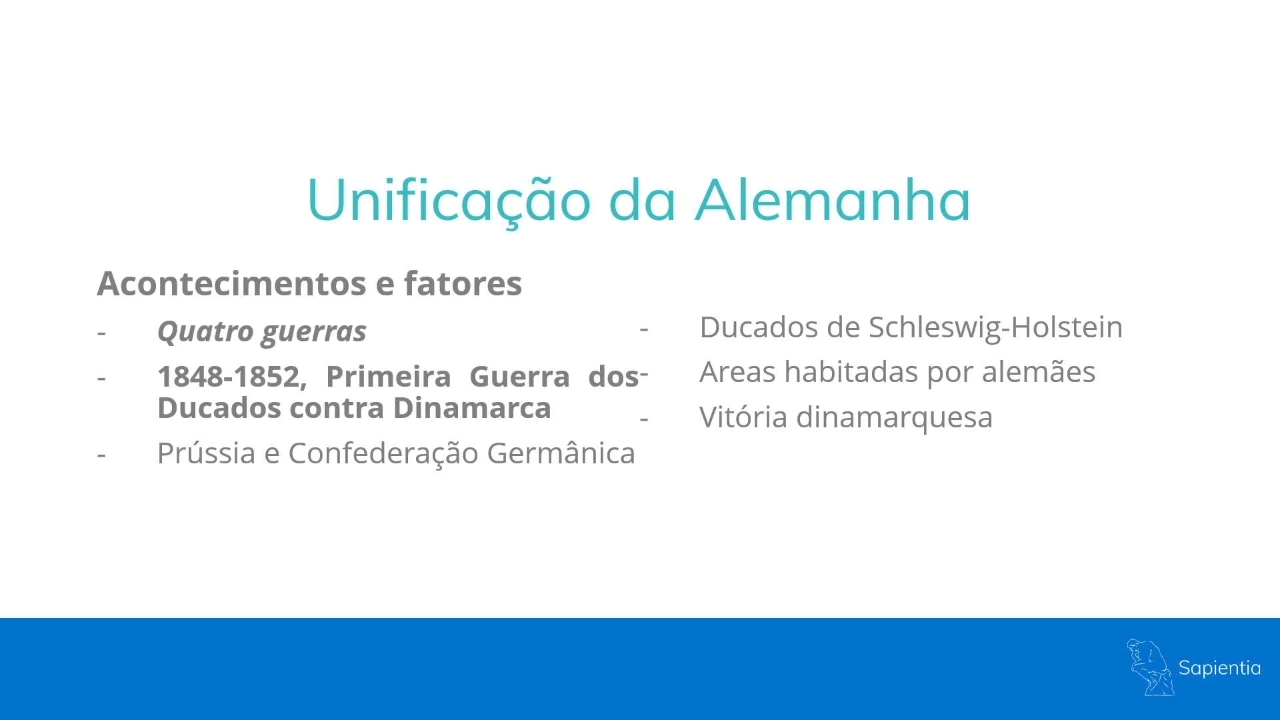 Unificação da Alemanha
Acontecimentos e fatores
- Quatro guerras
- 1848-1852, Primeira Guerra dos
Ducados contra Dinamarca
- Prússia e Confederação Germânica
- Ducados de Schleswig-Holstein
- Areas habitadas por alemães
- Vitória dinamarquesa
Sapientia